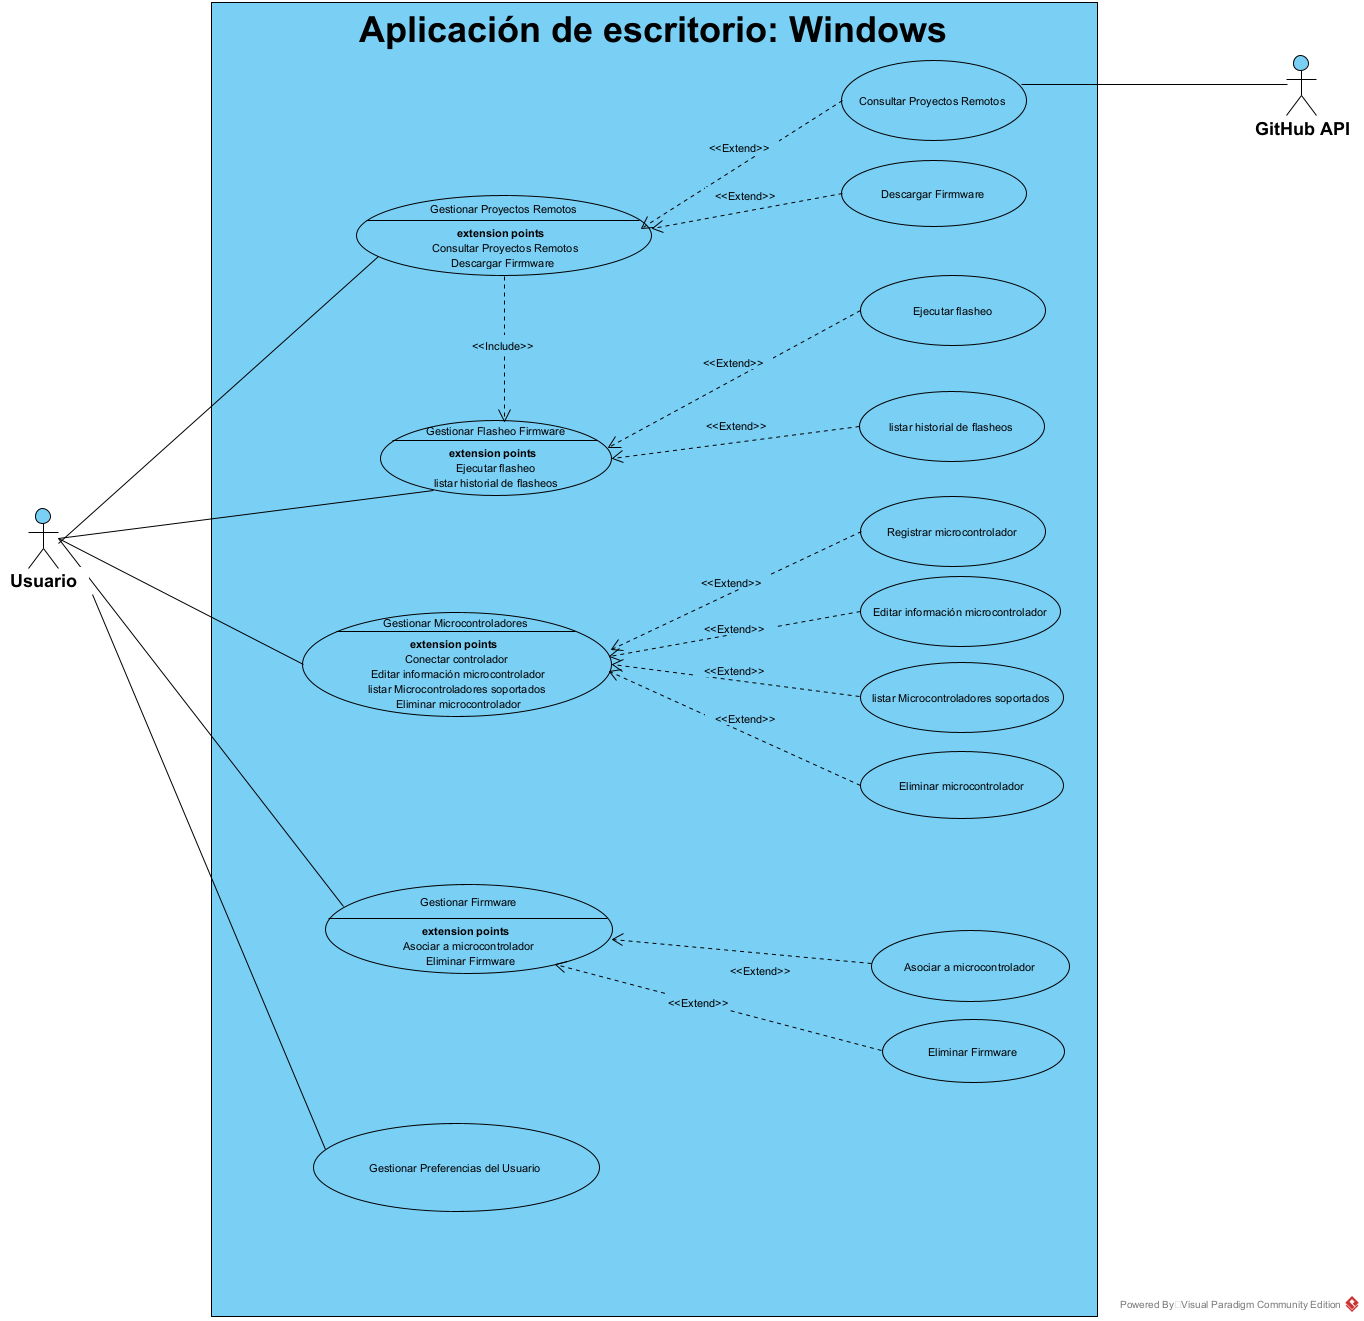 Aplicación de escritorio: Windows
GitHub API
Usuario
Gestionar Proyectos Remotos
extension points
Consultar Proyectos Remotos
Descargar Firmware
<<Extend>>
Consultar Proyectos Remotos
<<Extend>>
Descargar Firmware
<<Include>>
Gestionar Flasheo Firmware
extension points
Ejecutar flasheo
listar historial de flasheos
<<Extend>>
Ejecutar flasheo
<<Extend>>
listar historial de flasheos
Gestionar Microcontroladores
extension points
Conectar controlador
Editar información microcontrolador
listar Microcontroladores soportados
Eliminar microcontrolador
<<Extend>>
Registrar microcontrolador
<<Extend>>
Editar información microcontrolador
<<Extend>>
listar Microcontroladores soportados
<<Extend>>
Eliminar microcontrolador
Gestionar Firmware
extension points
Asociar a microcontrolador
Eliminar Firmware
<<Extend>>
Asociar a microcontrolador
<<Extend>>
Eliminar Firmware
Gestionar Preferencias del Usuario
Powered By Visual Paradigm Community Edition